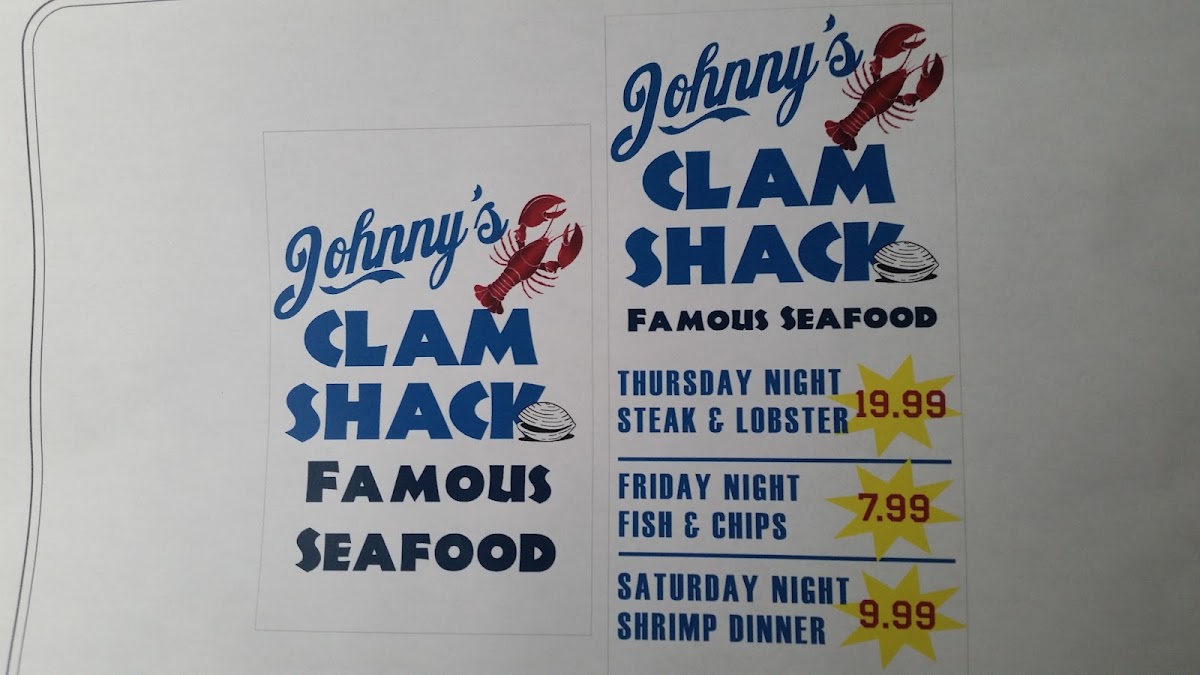 Johnny's
CLAM
SHACK
FAMOUS
SEAFOOD
Johnny's
CLAM
SHACK
FAMOUS SEAFOOD
THURSDAY NIGHT
STEAK & LOBSTER
19.99
FRIDAY NIGHT
FISH & CHIPS
7.99
SATURDAY NIGHT
SHRIMP DINNER
9.99